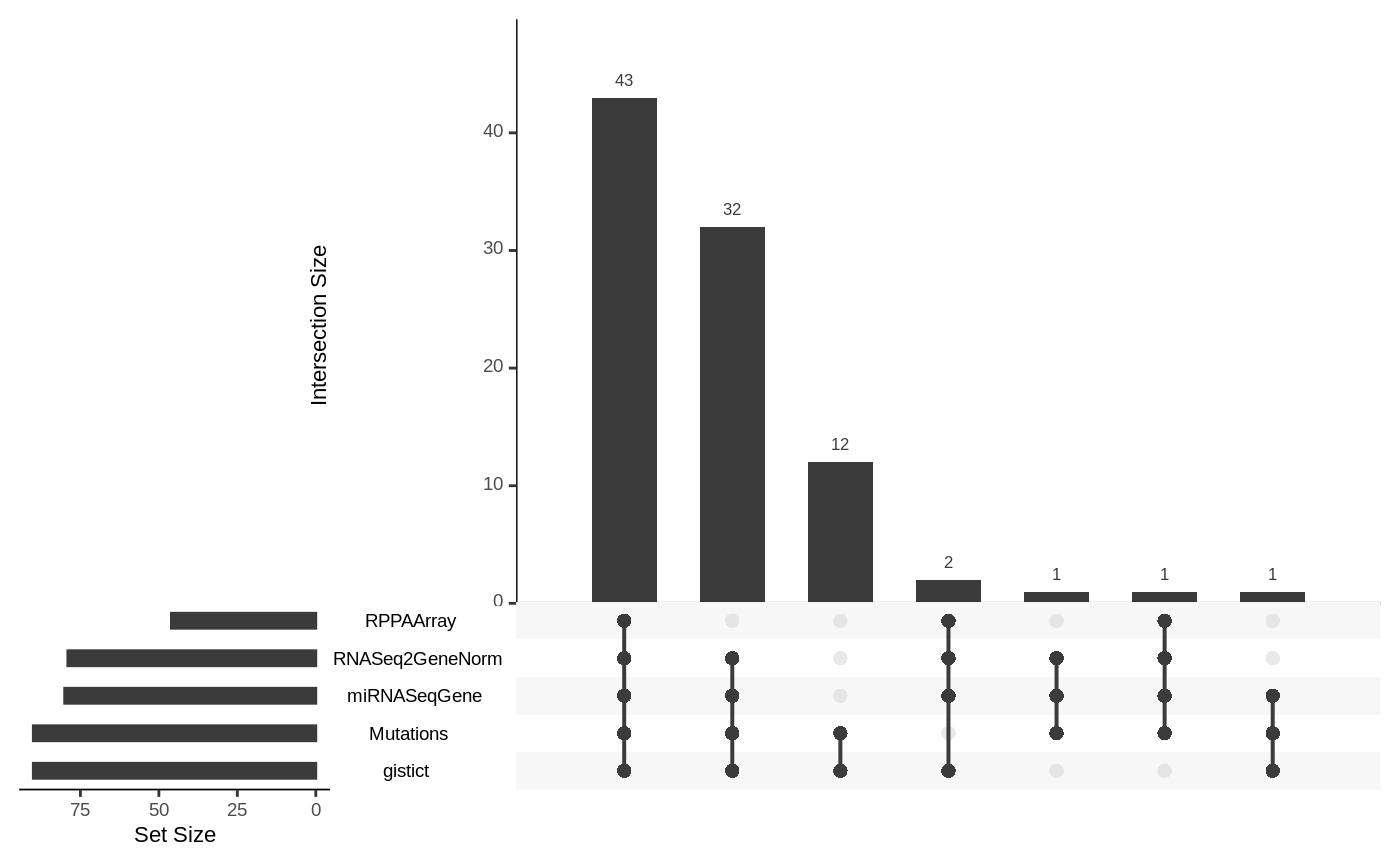 43
40
32
30
Intersection Size
20
12
10
2
1
1
1
0
RPPAArray
RNASeq2GeneNorm
miRNASeqGene
Mutations
gistict
75 50 25 0
Set Size